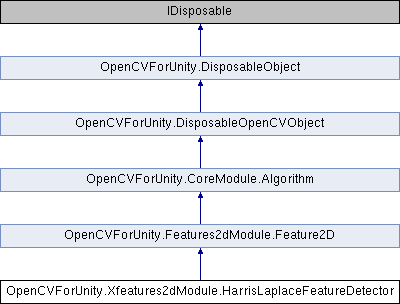 IDisposable
OpenCVForUnity.DisposableObject
OpenCVForUnity.DisposableOpenCVObject
OpenCVForUnity.CoreModule.Algorithm
OpenCVForUnity.Features2dModule.Feature2D
OpenCVForUnity.Xfeatures2dModule.HarrisLaplaceFeatureDetector